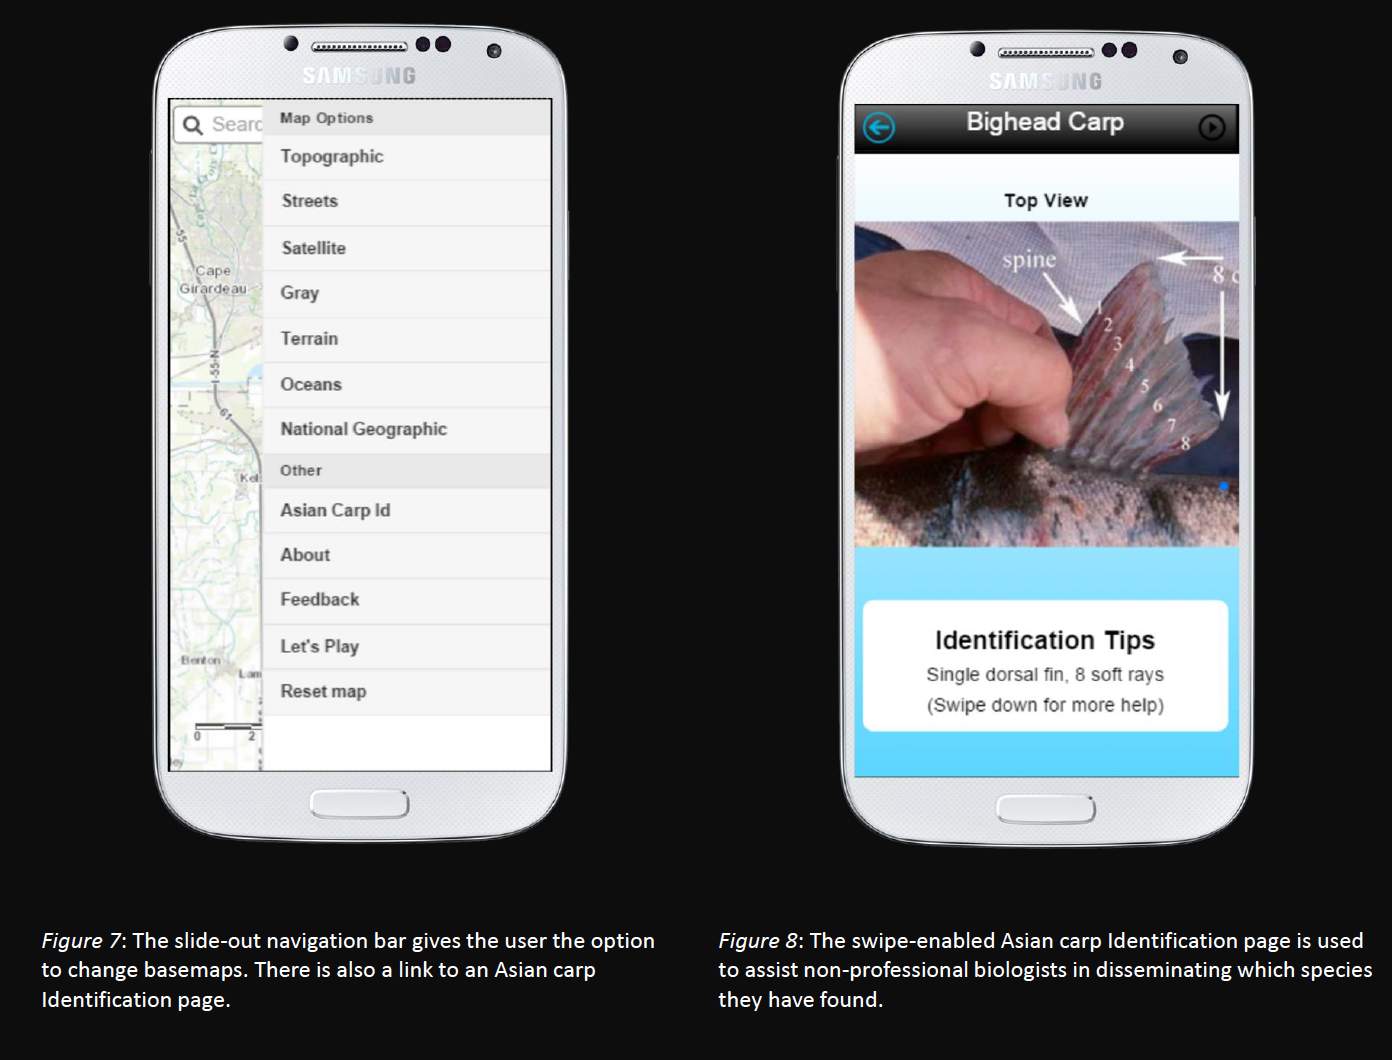 SAMSUNG
Searc
Map Options
Topographic
Streets
Satellite
Gray
Terrain
Oceans
National Geographic
Other
Asian Carp Id
About
Feedback
Let's Play
Reset map
55
Cape
Girardeau
I-55-N
61
Kel
Benton
Lam
0 2
SAMSUNG
Bighead Carp
Top View
spine
8
1
2
3
4
5
6
7
8
Identification Tips
Single dorsal fin, 8 soft rays
(Swipe down for more help)
Figure 7: The slide-out navigation bar gives the user the option
to change basemaps. There is also a link to an Asian carp
Identification page.
Figure 8: The swipe-enabled Asian carp Identification page is used
to assist non-professional biologists in disseminating which species
they have found.